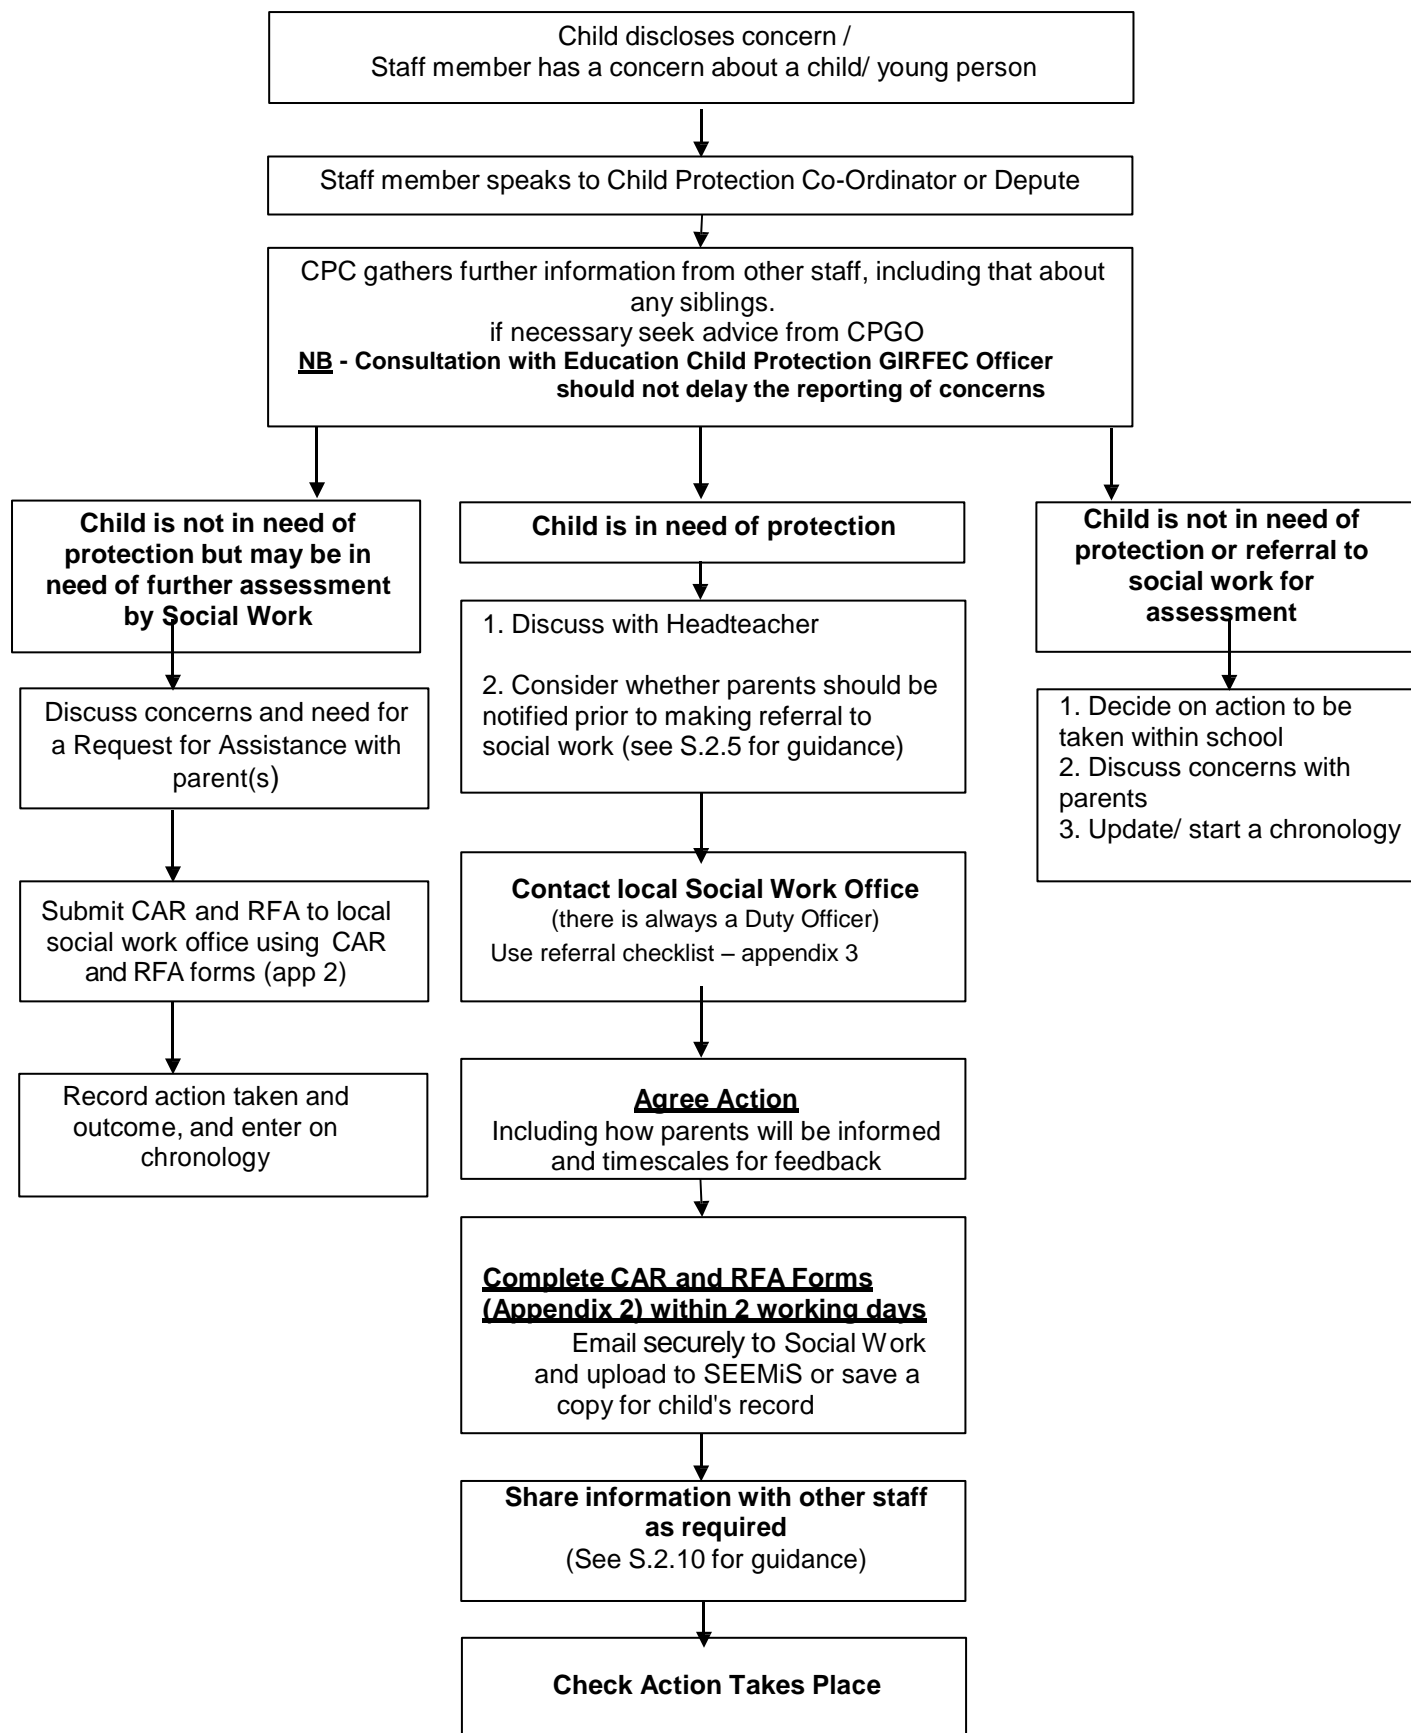 Child discloses concern /
Staff member has a concern about a child/ young person
Staff member speaks to Child Protection Co-Ordinator or Depute
CPC gathers further information from other staff, including that about
any siblings.
if necessary seek advice from CPGO
NB - Consultation with Education Child Protection GIRFEC Officer
should not delay the reporting of concerns
Child is not in need of
protection but may be in
need of further assessment
by Social Work
Discuss concerns and need for
a Request for Assistance with
parent(s)
Submit CAR and RFA to local
social work office using CAR
and RFA forms (app 2)
Record action taken and
outcome, and enter on
chronology
Child is in need of protection
1. Discuss with Headteacher
2. Consider whether parents should be
notified prior to making referral to
social work (see S.2.5 for guidance)
Contact local Social Work Office
(there is always a Duty Officer)
Use referral checklist – appendix 3
Agree Action
Including how parents will be informed
and timescales for feedback
Complete CAR and RFA Forms
(Appendix 2) within 2 working days
Email securely to Social Work
and upload to SEEMiS or save a
copy for child's record
Share information with other staff
as required
(See S.2.10 for guidance)
Check Action Takes Place
Child is not in need of
protection or referral to
social work for
assessment
1. Decide on action to be
taken within school
2. Discuss concerns with
parents
3. Update/ start a chronology